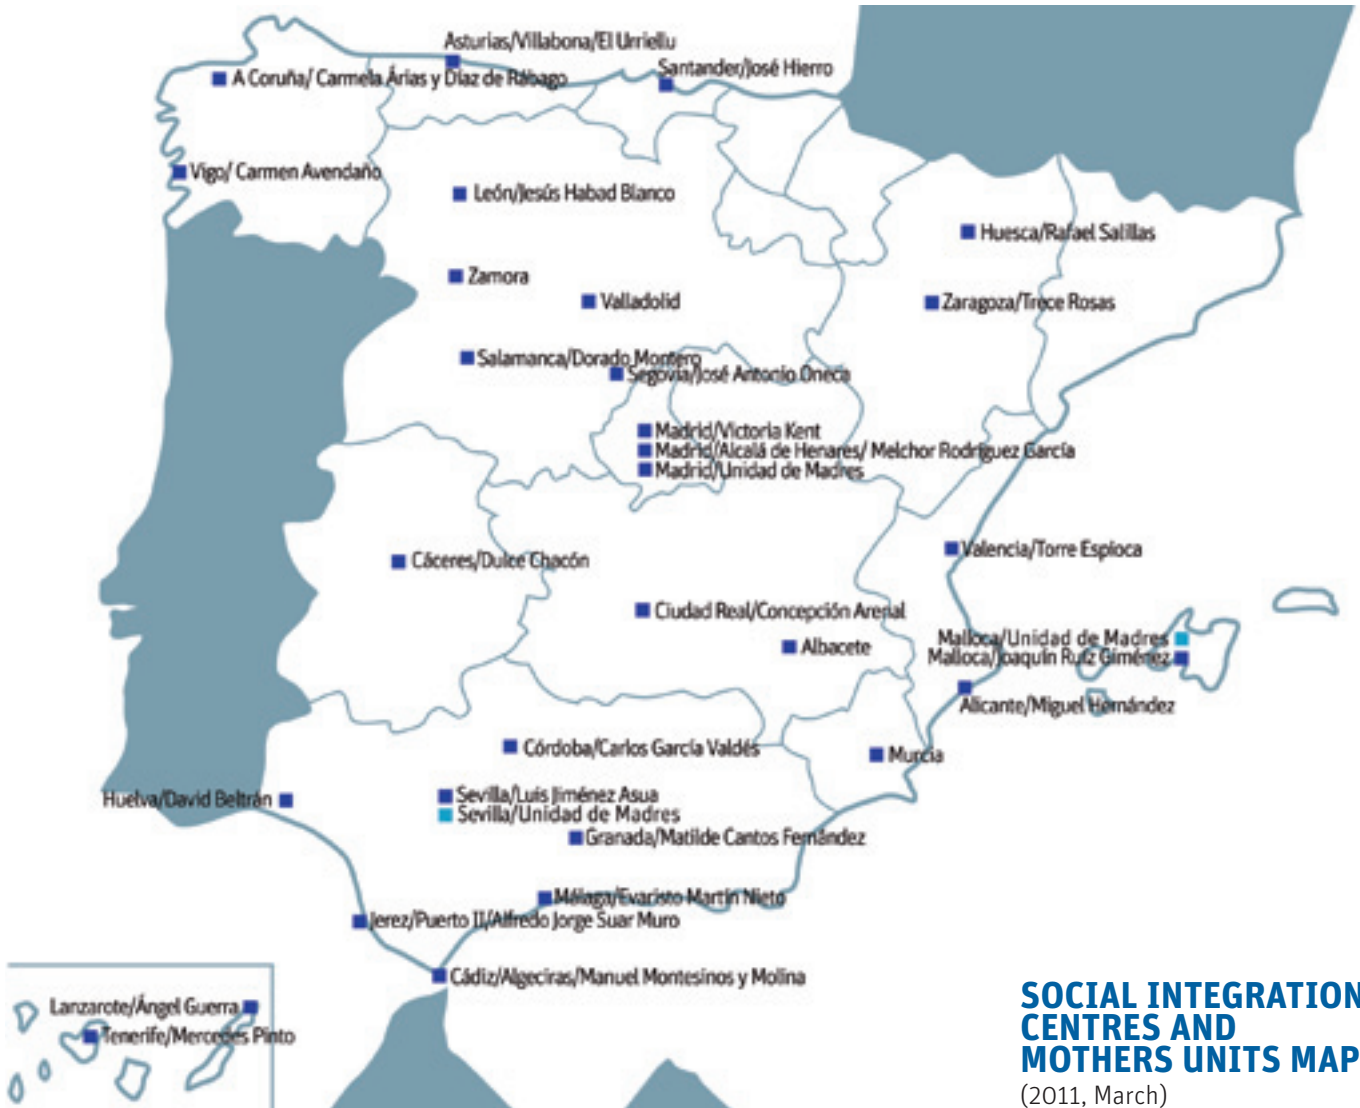 Asturias/Villabona/El Urriellu
Santander/José Hierro
A Coruña/ Carmela Árias y Díaz de Rábago
Vigo/ Carmen Avendaño
León/Jesús Habad Blanco
Huesca/Rafael Salillas
Zamora
Valladolid
Zaragoza/Trece Rosas
Salamanca/Dorado Montero
Segovia/José Antonio Oneca
Madrid/Victoria Kent
Madrid/Alcalá de Henares/ Melchor Rodríguez García
Madrid/Unidad de Madres
Valencia/Torre Espioca
Cáceres/Dulce Chacón
Ciudad Real/Concepción Arenal
Albacete
Malloca/Unidad de Madres
Malloca/Joaquín Ruiz Giménez
Alicante/Miguel Hernández
Córdoba/Carlos García Valdés
Murcia
Huelva/David Beltrán
Sevilla/Luis Jiménez Asua
Sevilla/Unidad de Madres
Granada/Matilde Cantos Fernández
Málaga/Evaristo Martín Nieto
Jerez/Puerto II/Alfredo Jorge Suar Muro
Cádiz/Algeciras/Manuel Montesinos y Molina
Lanzarote/Ángel Guerra
Tenerife/Mercedes Pinto
SOCIAL INTEGRATION
CENTRES AND
MOTHERS UNITS MAP
(2011, March)